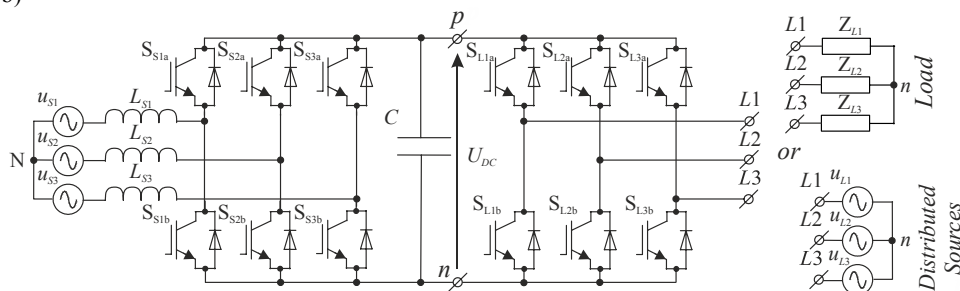 b)
p
S_S1a S_S2a S_S3a
S_L1a S_L2a S_L3a
L1 Z_L1
L2 Z_L2
L3 Z_L3
n
Load
u_S1 L_S1
u_S2 L_S2
u_S3 L_S3
N
C
U_DC
L1
L2
L3
or
S_S1b S_S2b S_S3b
S_L1b S_L2b S_L3b
n
L1 u_L1
L2 u_L2
L3 u_L3
n
Distributed
Sources